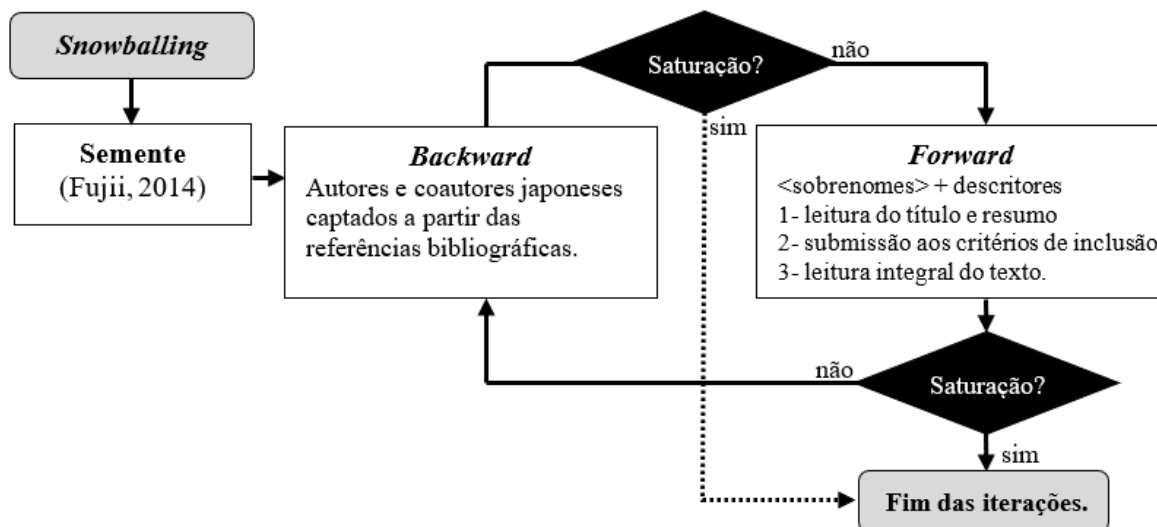 Snowballing
Semente
(Fujii, 2014)
Backward
Autores e coautores japoneses
captados a partir das
referências bibliográficas.
Saturação?
não
sim
Forward
<sobrenomes> + descritores
1- leitura do título e resumo
2- submissão aos critérios de inclusão
3- leitura integral do texto.
não
Saturação?
sim
Fim das iterações.